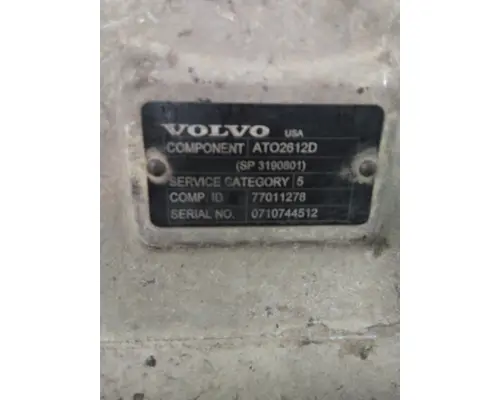 VOLVO USA
COMPONENT ATO2612D
(SP 3190801)
SERVICE CATEGORY 5
COMP. ID 77011278
SERIAL NO. 0710744512